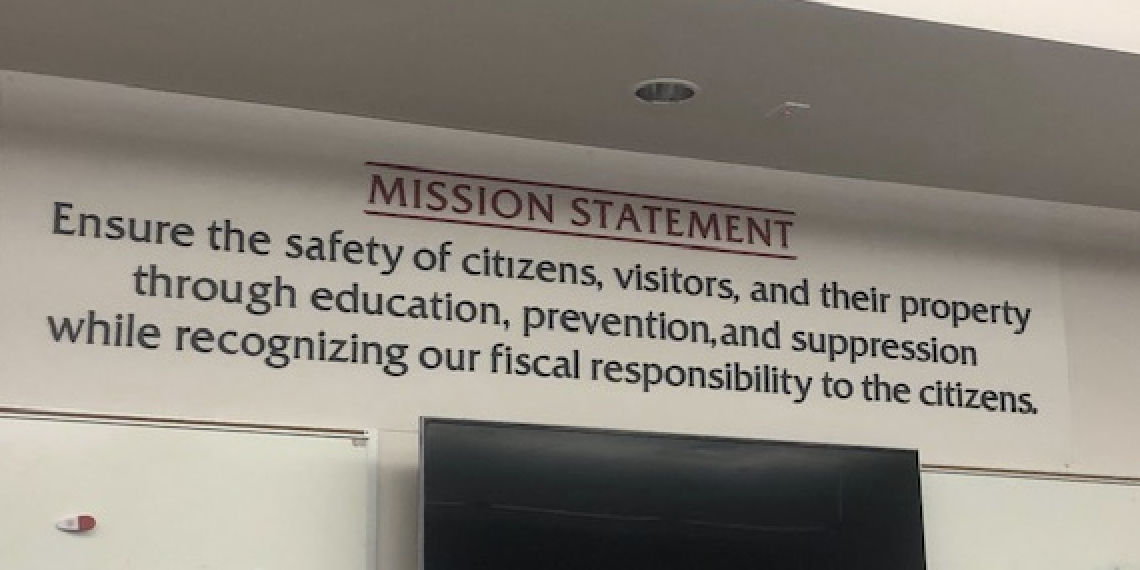 MISSION STATEMENT
Ensure the safety of citizens, visitors, and their property
through education, prevention,and suppression
while recognizing our fiscal responsibility to the citizens.